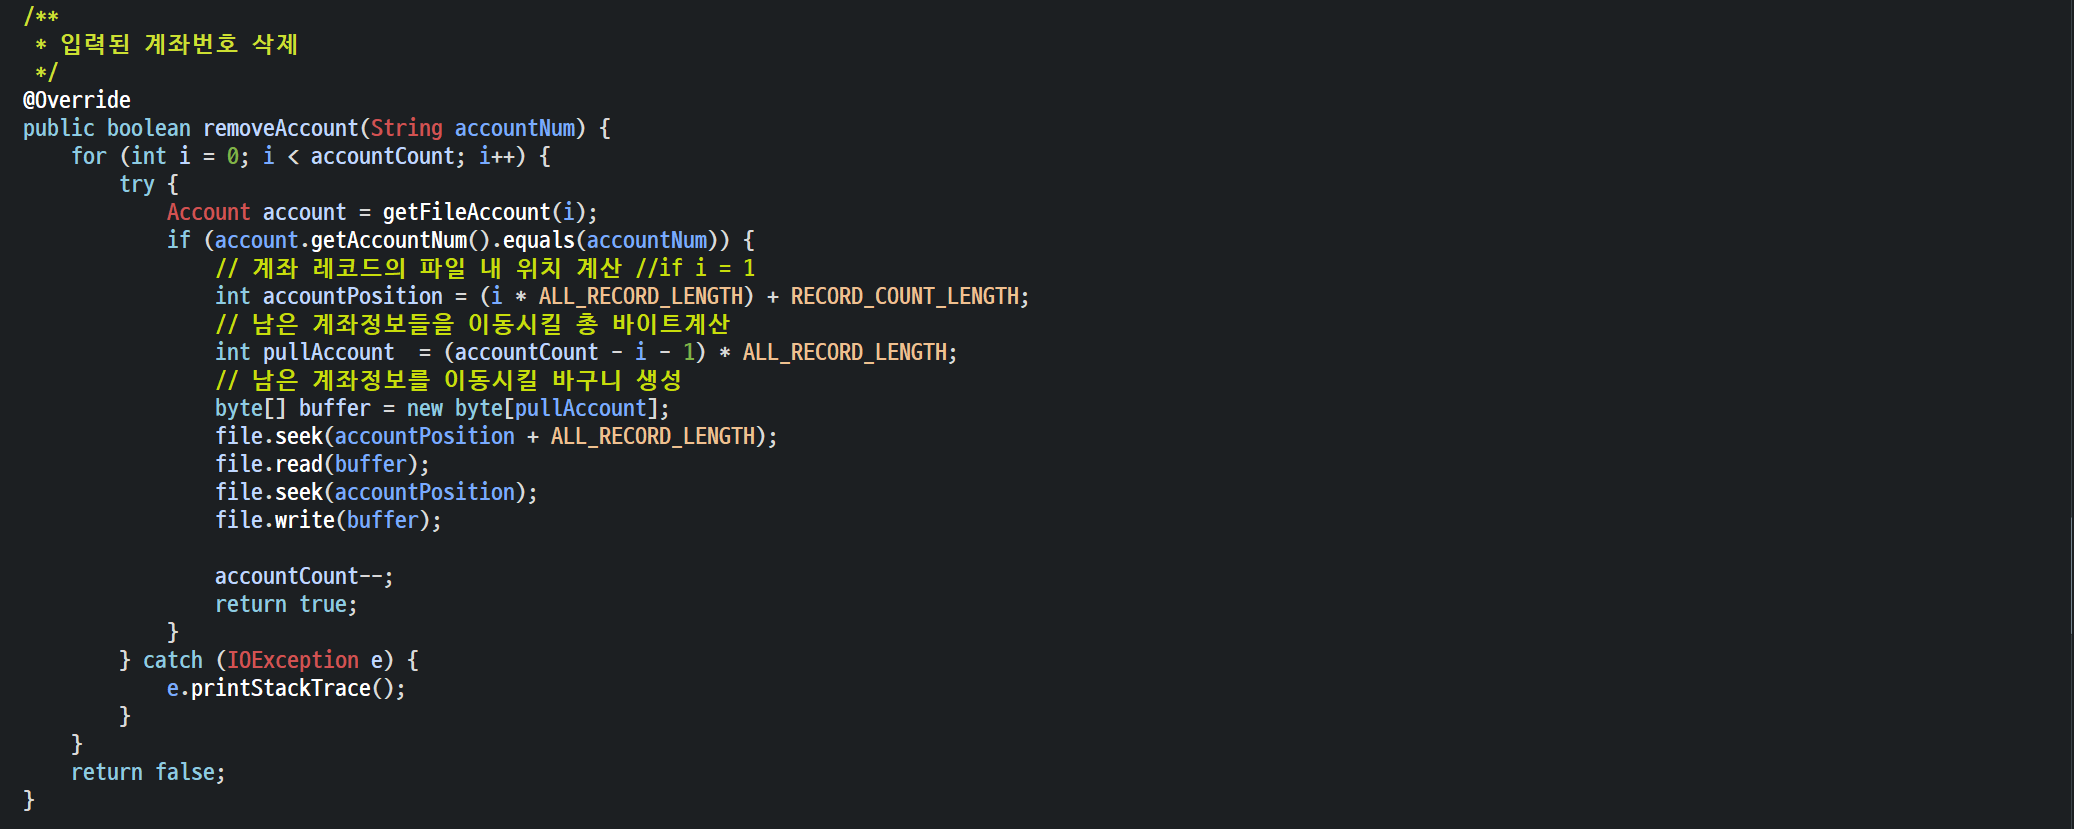 /**
 * 입력된 계좌번호 삭제
 */
@Override
public boolean removeAccount(String accountNum) {
    for (int i = 0; i < accountCount; i++) {
        try {
            Account account = getFileAccount(i);
            if (account.getAccountNum().equals(accountNum)) {
                // 계좌 레코드의 파일 내 위치 계산 //if i = 1
                int accountPosition = (i * ALL_RECORD_LENGTH) + RECORD_COUNT_LENGTH;
                // 남은 계좌정보들을 이동시킬 총 바이트계산
                int pullAccount  = (accountCount - i - 1) * ALL_RECORD_LENGTH;
                // 남은 계좌정보를 이동시킬 바구니 생성
                byte[] buffer = new byte[pullAccount];
                file.seek(accountPosition + ALL_RECORD_LENGTH);
                file.read(buffer);
                file.seek(accountPosition);
                file.write(buffer);

                accountCount--;
                return true;
            }
        } catch (IOException e) {
            e.printStackTrace();
        }
    }
    return false;
}